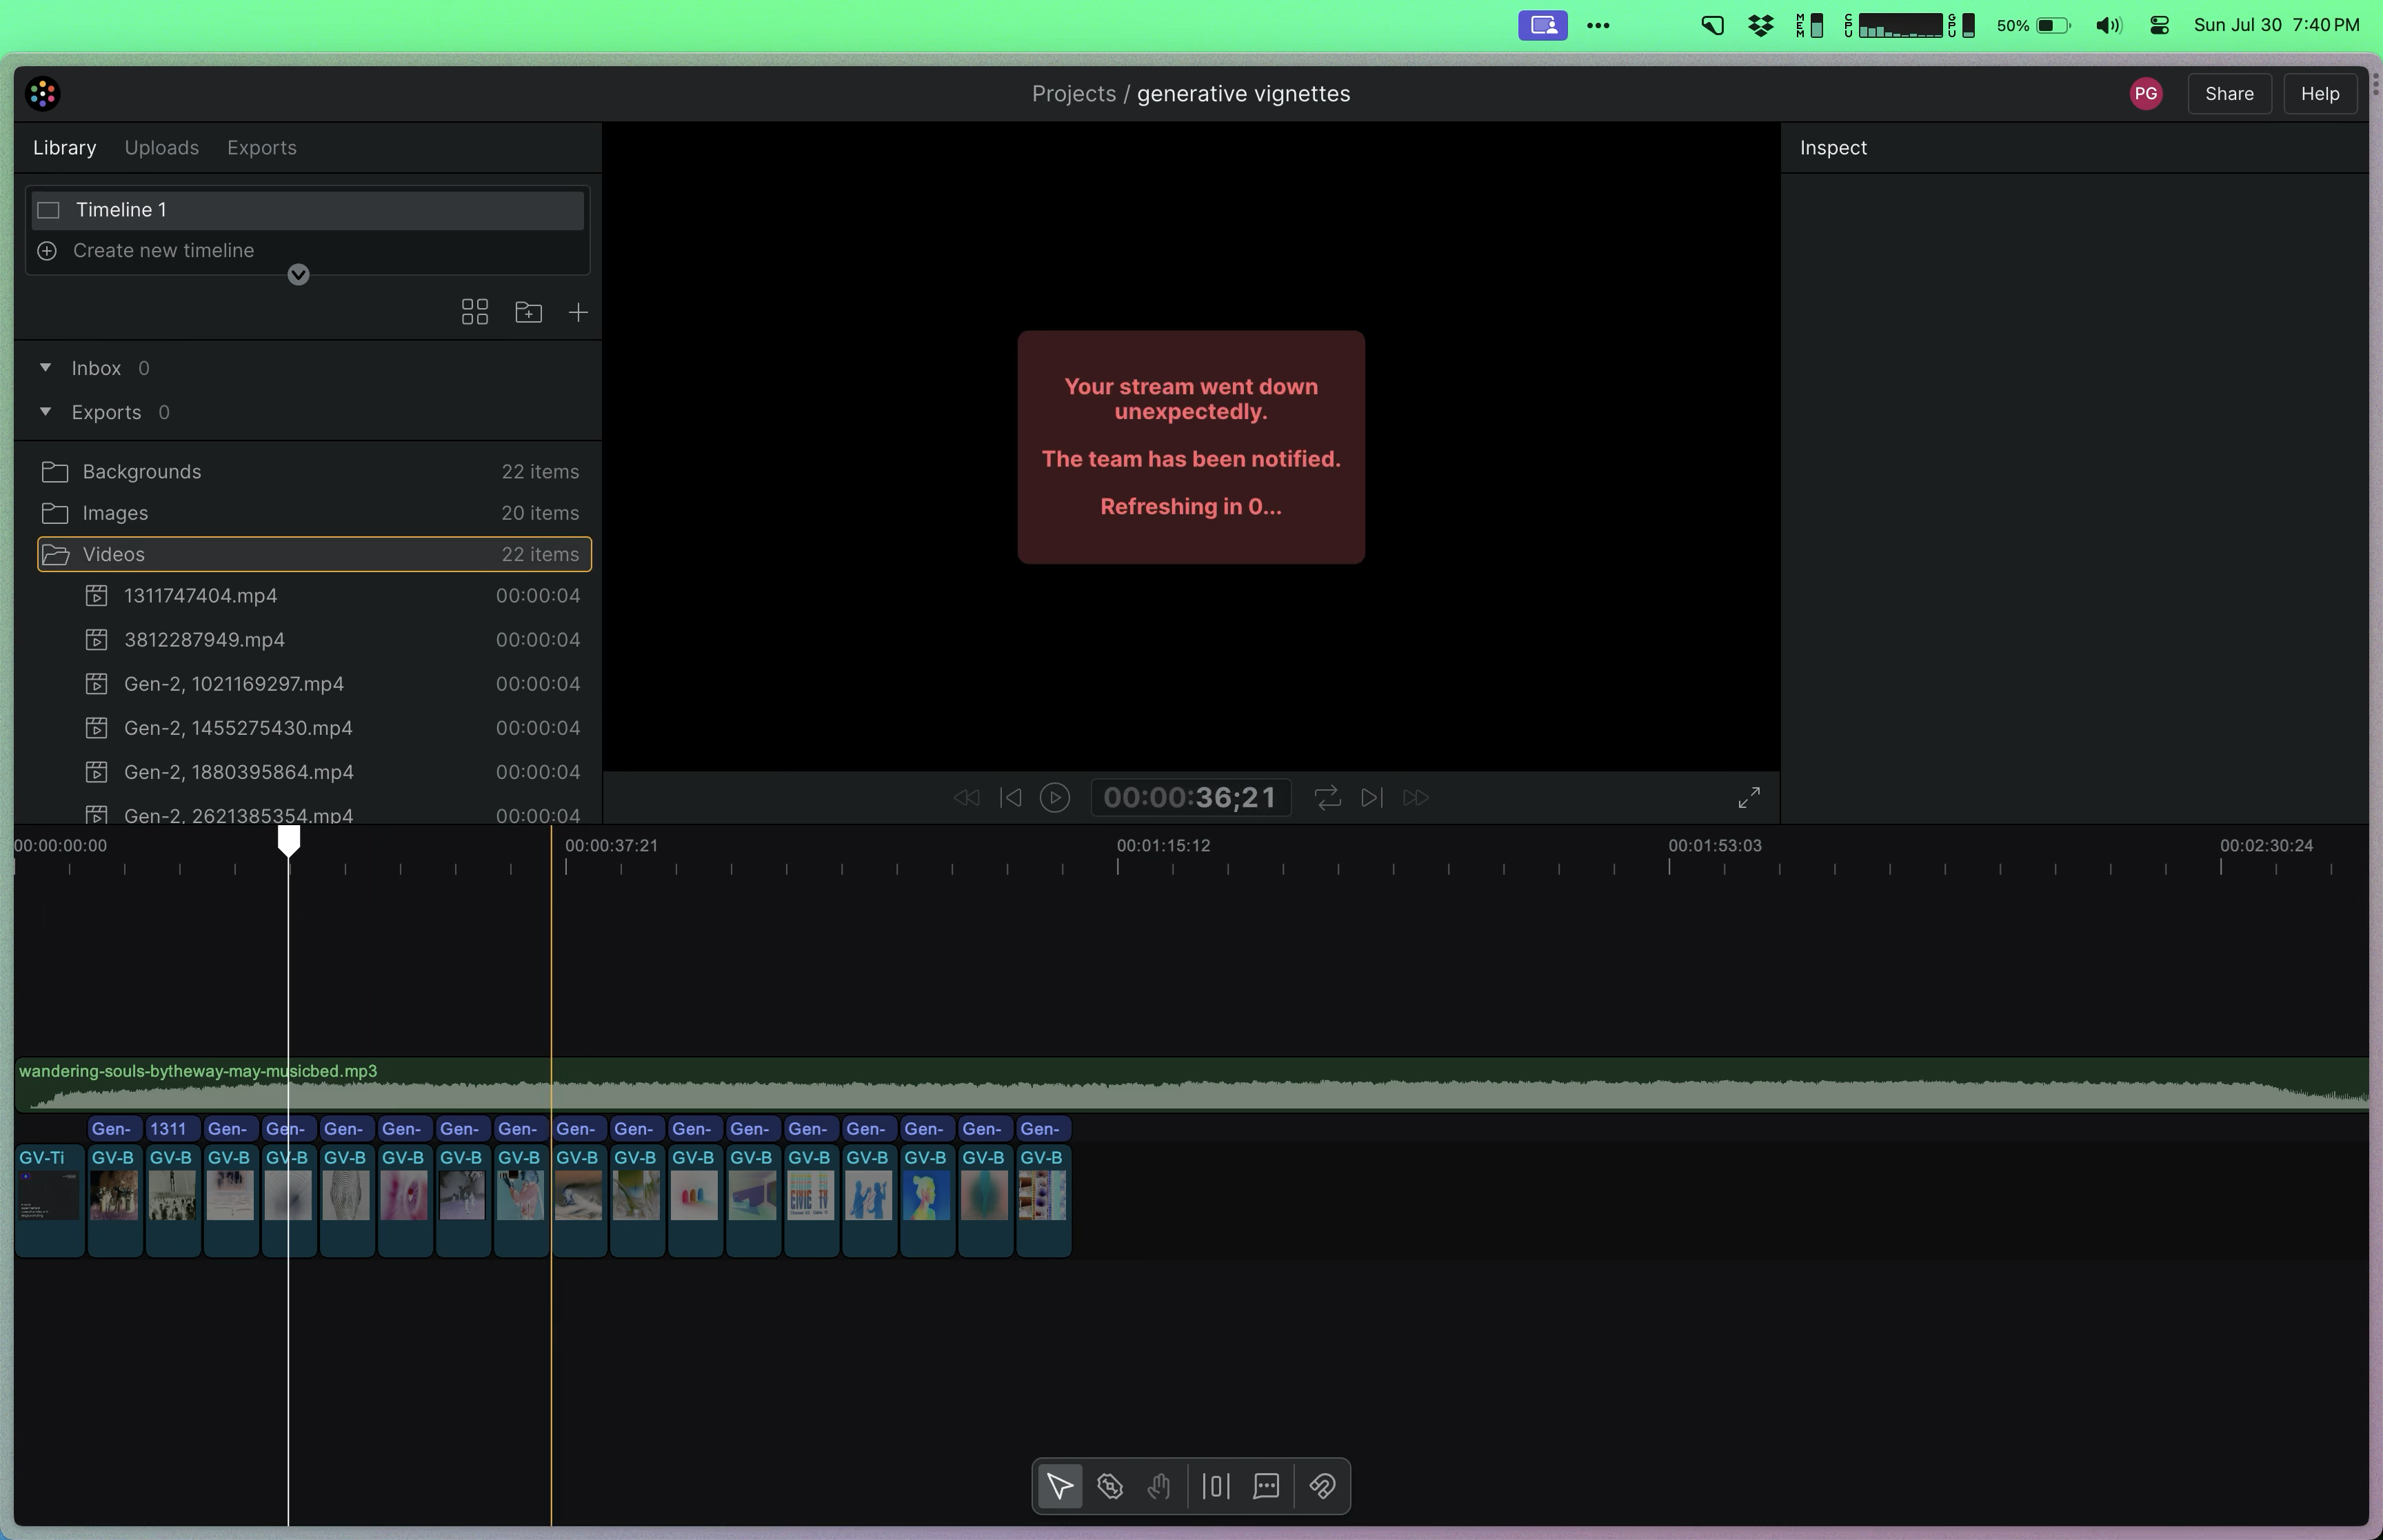 MEM
CPU
GPU
50%
Sun Jul 30 7:40 PM
Projects / generative vignettes
PG
Share
Help
Library
Uploads
Exports
Inspect
Timeline 1
Create new timeline
Inbox 0
Exports 0
Backgrounds 22 items
Images 20 items
Videos 22 items
1311747404.mp4 00:00:04
3812287949.mp4 00:00:04
Gen-2, 1021169297.mp4 00:00:04
Gen-2, 1455275430.mp4 00:00:04
Gen-2, 1880395864.mp4 00:00:04
Gen-2, 2621385354.mp4 00:00:04
Your stream went down
unexpectedly.
The team has been notified.
Refreshing in 0...
00:00:36;21
00:00:00:00 00:00:37:21 00:01:15:12 00:01:53:03 00:02:30:24
wandering-souls-bytheway-may-musicbed.mp3
Gen- 1311 Gen- Gen- Gen- Gen- Gen- Gen- Gen- Gen- Gen- Gen- Gen- Gen- Gen- Gen- Gen-
GV-Ti GV-B GV-B GV-B GV-B GV-B GV-B GV-B GV-B GV-B GV-B GV-B GV-B GV-B GV-B GV-B GV-B GV-B
CIVIC TV